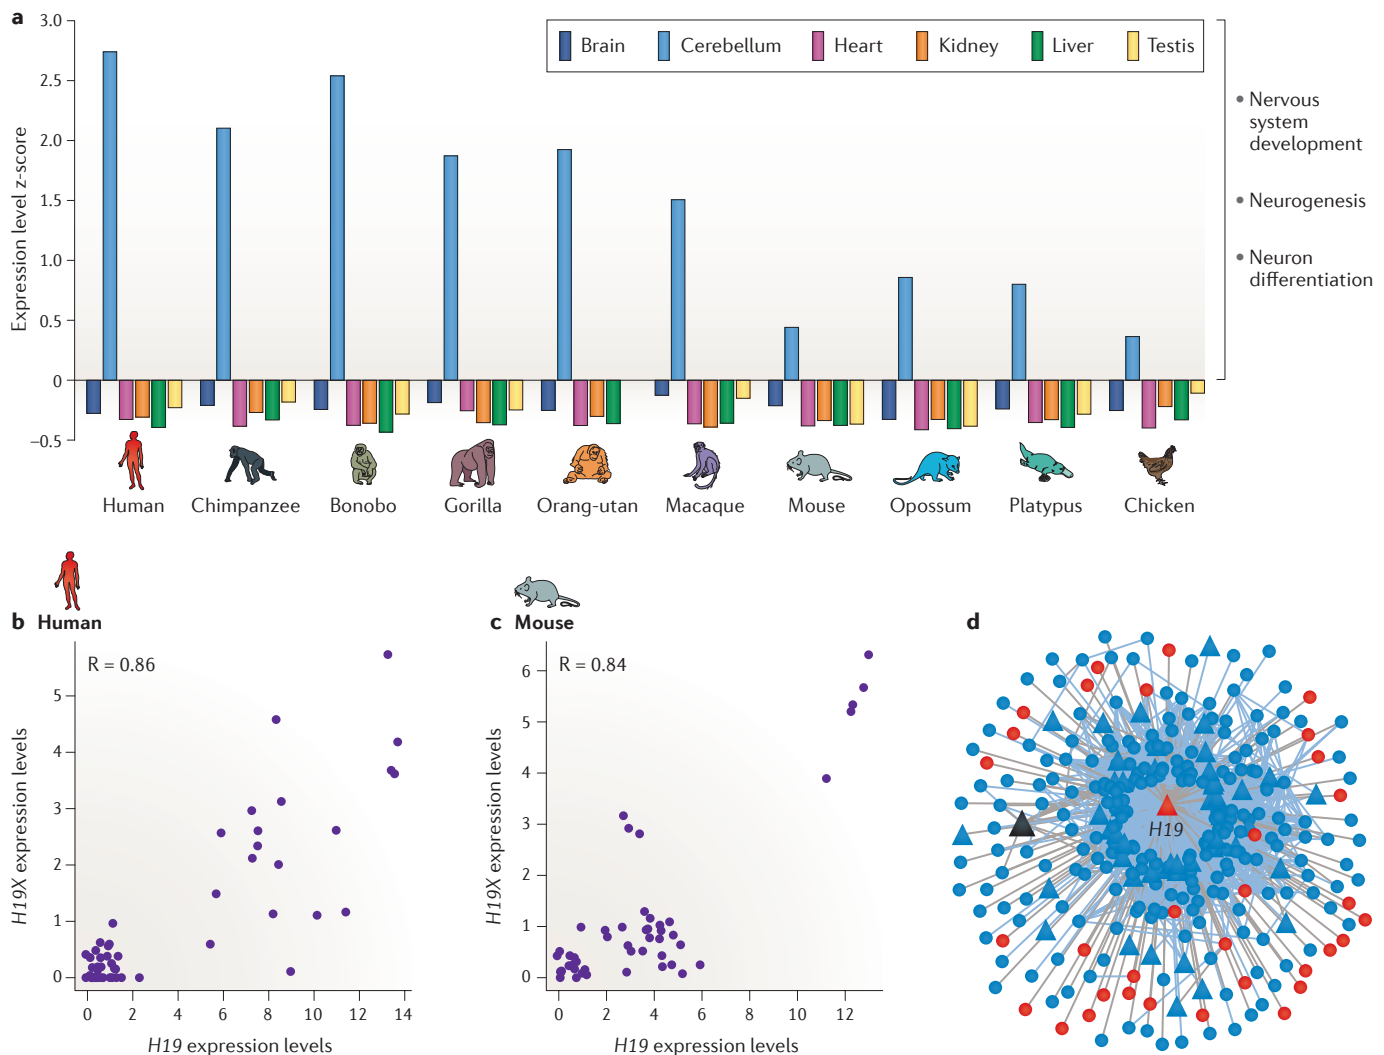 a
Expression level z-score
3.0
2.5
2.0
1.5
1.0
0.5
0
–0.5
Brain
Cerebellum
Heart
Kidney
Liver
Testis
• Nervous
system
development
• Neurogenesis
• Neuron
differentiation
Human
Chimpanzee
Bonobo
Gorilla
Orang-utan
Macaque
Mouse
Opossum
Platypus
Chicken
b Human
R = 0.86
H19X expression levels
5
4
3
2
1
0
0 2 4 6 8 10 12 14
H19 expression levels
c Mouse
R = 0.84
H19X expression levels
6
5
4
3
2
1
0
0 2 4 6 8 10 12
H19 expression levels
d
H19